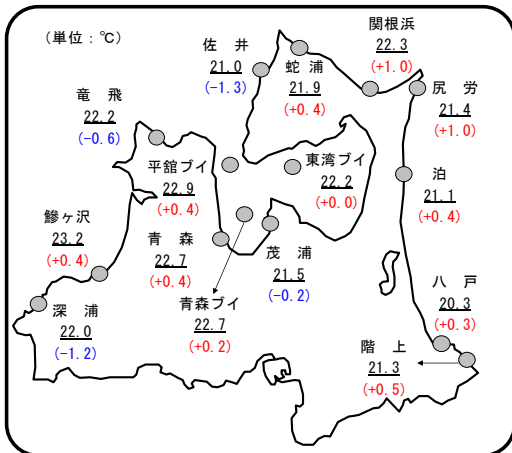 (単位：℃)
佐井
21.0
(−1.3)
蛇浦
21.9
(+0.4)
関根浜
22.3
(+1.0)
尻労
21.4
(+1.0)
竜飛
22.2
(−0.6)
平舘ブイ
22.9
(+0.4)
東湾ブイ
22.2
(+0.0)
泊
21.1
(+0.4)
鰺ヶ沢
23.2
(+0.4)
青森
22.7
(+0.4)
茂浦
21.5
(−0.2)
青森ブイ
22.7
(+0.2)
深浦
22.0
(−1.2)
八戸
20.3
(+0.3)
階上
21.3
(+0.5)